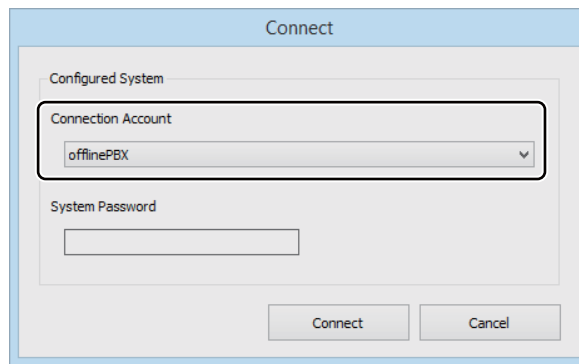 Connect
Configured System
Connection Account
offlinePBX
System Password
Connect Cancel